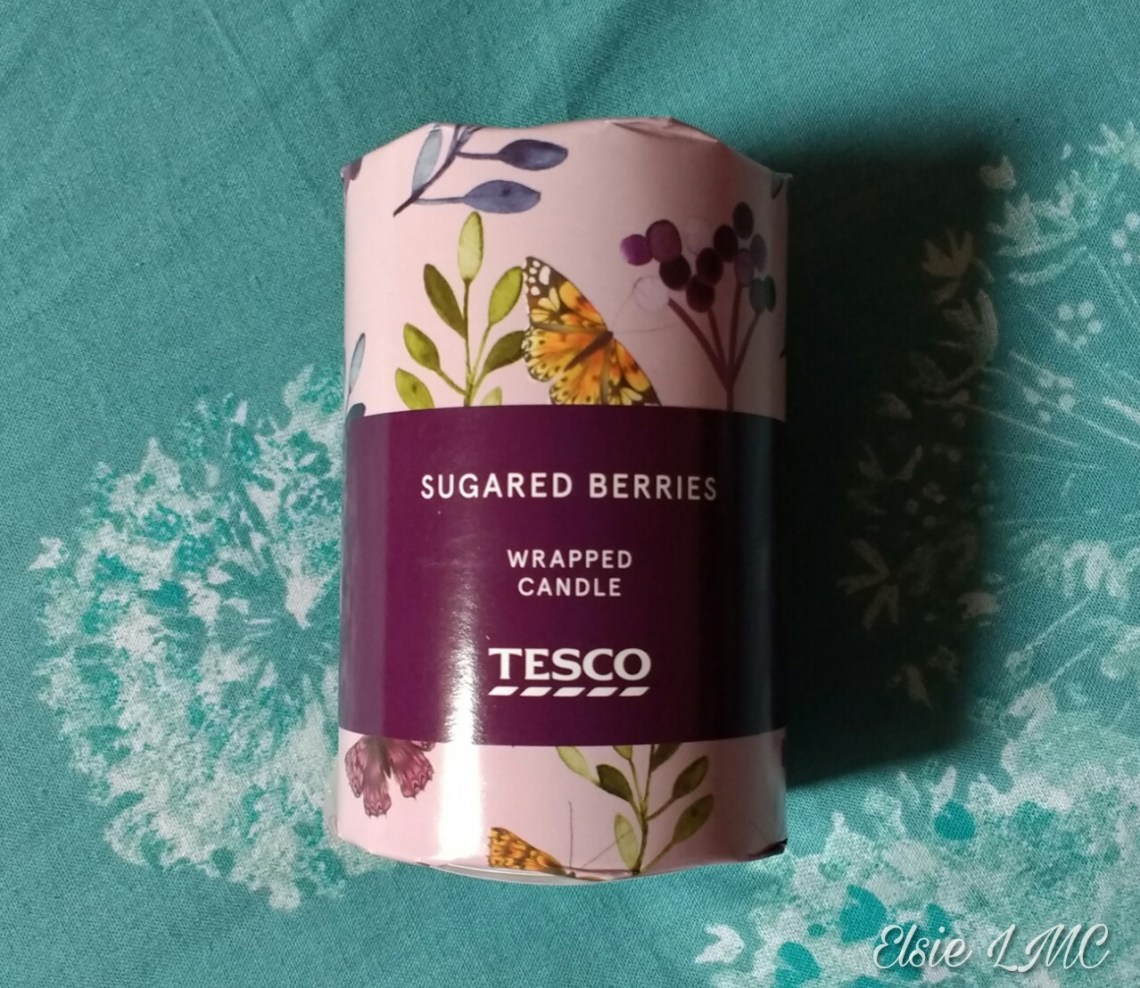 SUGARED BERRIES
WRAPPED
CANDLE
TESCO
Elsie LMC